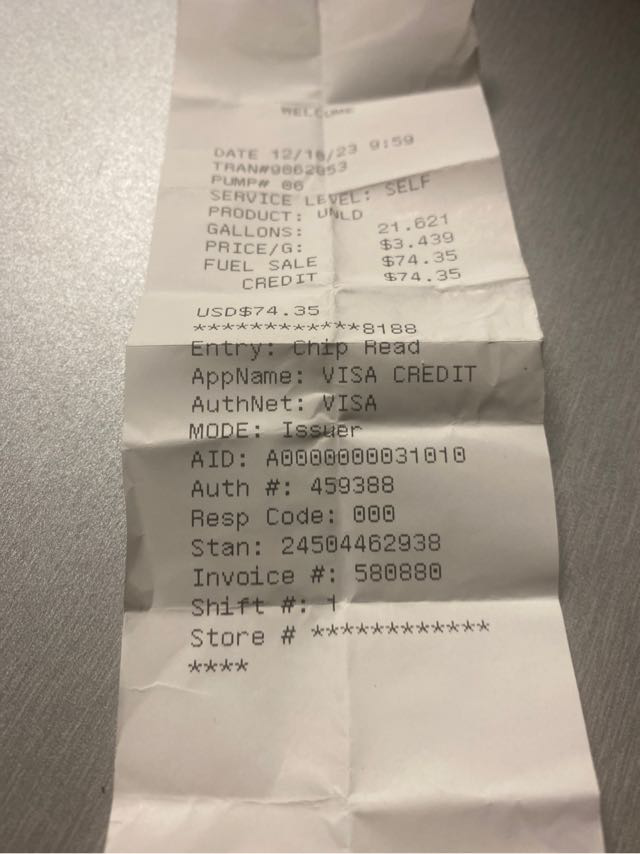 WELCOME
DATE 12/16/23 9:59
TRAN#9062053
PUMP# 06
SERVICE LEVEL: SELF
PRODUCT: UNLD
GALLONS: 21.621
PRICE/G: $3.439
FUEL SALE $74.35
CREDIT $74.35
USD$74.35
************8188
Entry: Chip Read
AppName: VISA CREDIT
AuthNet: VISA
MODE: Issuer
AID: A0000000031010
Auth #: 459388
Resp Code: 000
Stan: 24504462938
Invoice #: 580880
Shift #: 1
Store # ************
****